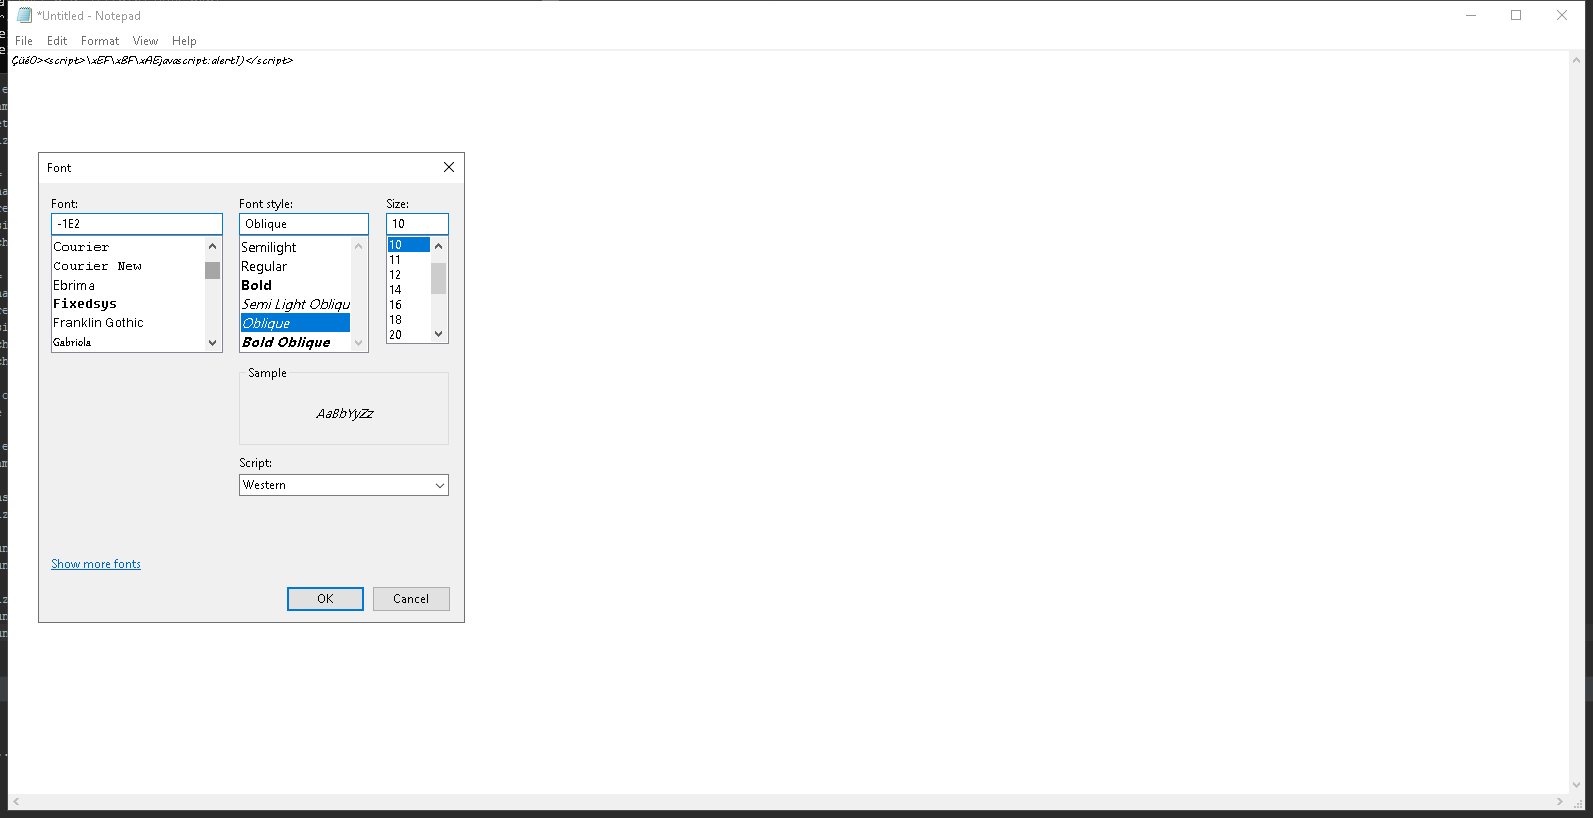 *Untitled - Notepad
File Edit Format View Help
ÇüéO><script>\xEF\xBF\xAEjavascript:alert1)</script>
Font
Font: Font style: Size:
-1E2 Oblique 10
Courier
Courier New
Ebrima
Fixedsys
Franklin Gothic
Gabriola
Semilight
Regular
Bold
Semi Light Obliqu
Oblique
Bold Oblique
10
11
12
14
16
18
20
Sample
AaBbYyZz
Script:
Western
Show more fonts
OK Cancel